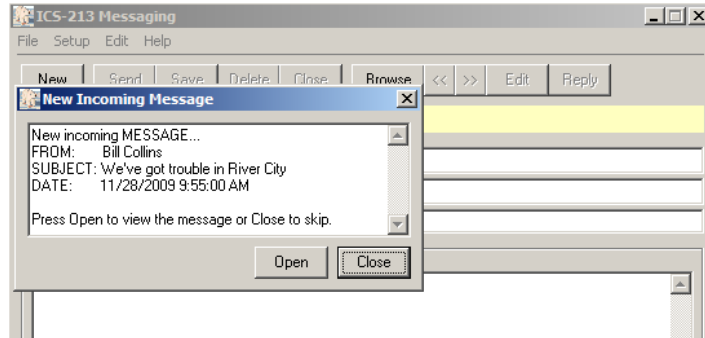 ICS-213 Messaging
File Setup Edit Help
New Send Save Delete Close Browse << >> Edit Reply
New Incoming Message
New incoming MESSAGE...
FROM: Bill Collins
SUBJECT: We've got trouble in River City
DATE: 11/28/2009 9:55:00 AM
Press Open to view the message or Close to skip.
Open Close